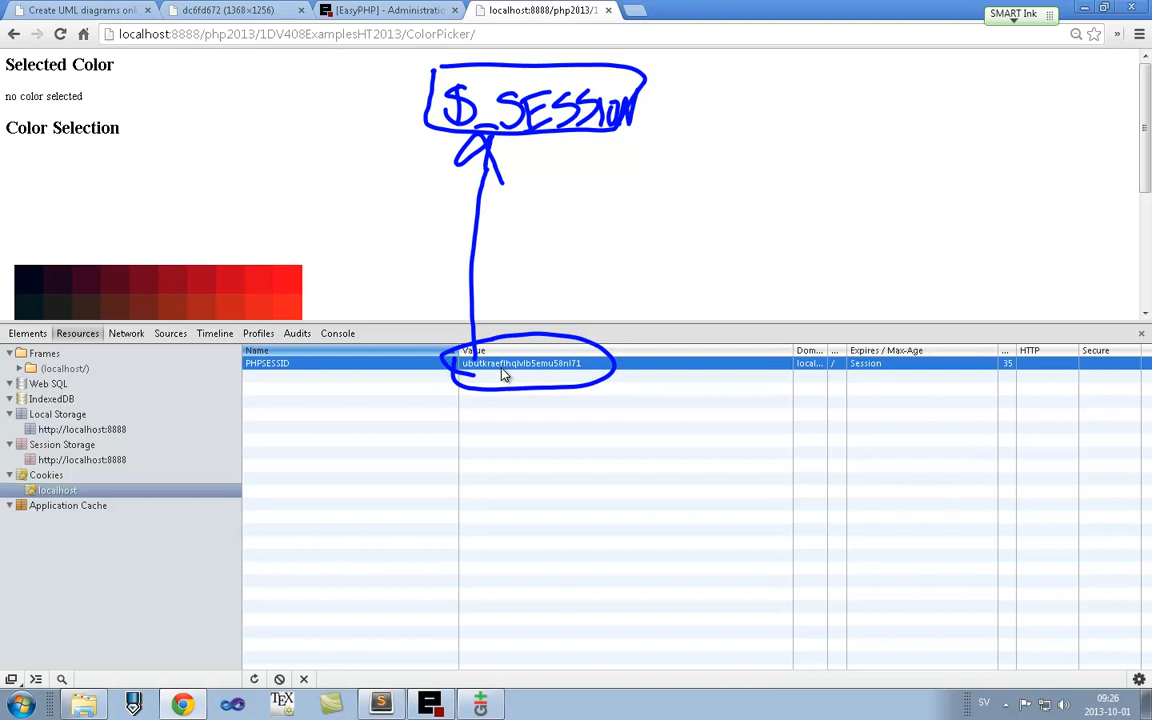 Create UML diagrams onli
dc6fd672 (1368×1256)
[EasyPHP] - Administratio
localhost:8888/php2013/1
SMART Ink
localhost:8888/php2013/1DV408ExamplesHT2013/ColorPicker/
Selected Color
no color selected
Color Selection
$_SESSION
Elements Resources Network Sources Timeline Profiles Audits Console
Frames
(localhost/)
Web SQL
IndexedDB
Local Storage
http://localhost:8888
Session Storage
http://localhost:8888
Cookies
localhost
Application Cache
Name Value Dom... ... Expires / Max-Age ... HTTP Secure
PHPSESSID local... / Session 35
SV
09:26
2013-10-01